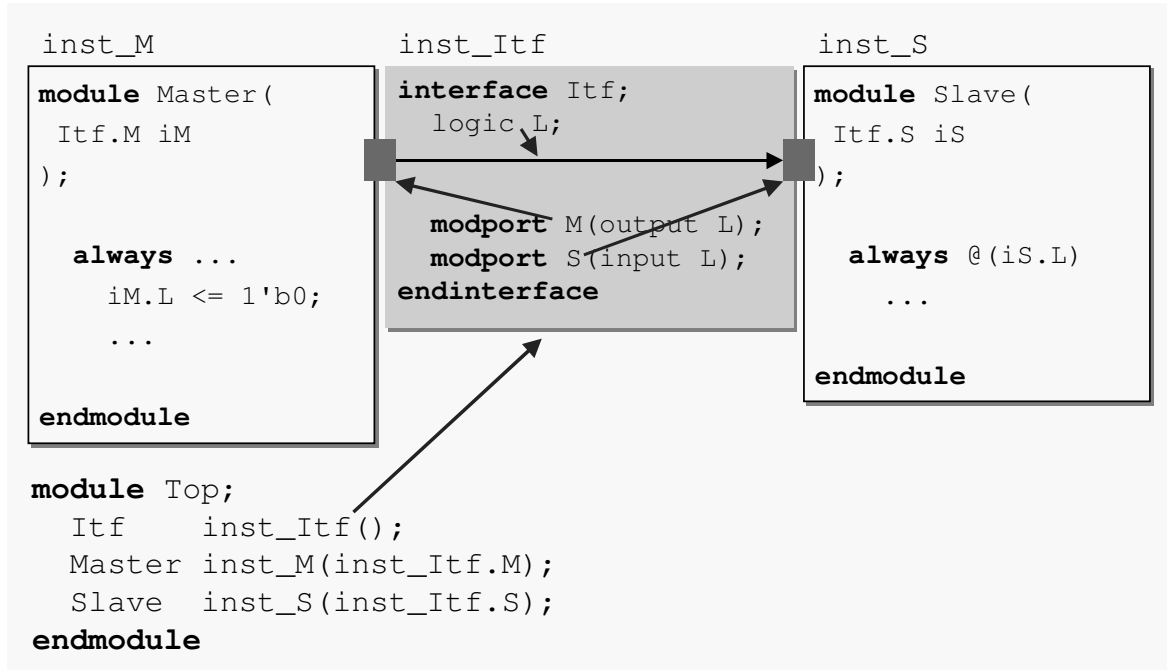 inst_M
module Master(
Itf.M iM
);
always ...
iM.L <= 1'b0;
...
endmodule
inst_Itf
interface Itf;
logic L;
modport M(output L);
modport S(input L);
endinterface
inst_S
module Slave(
Itf.S iS
);
always @(iS.L)
...
endmodule
module Top;
Itf inst_Itf();
Master inst_M(inst_Itf.M);
Slave inst_S(inst_Itf.S);
endmodule